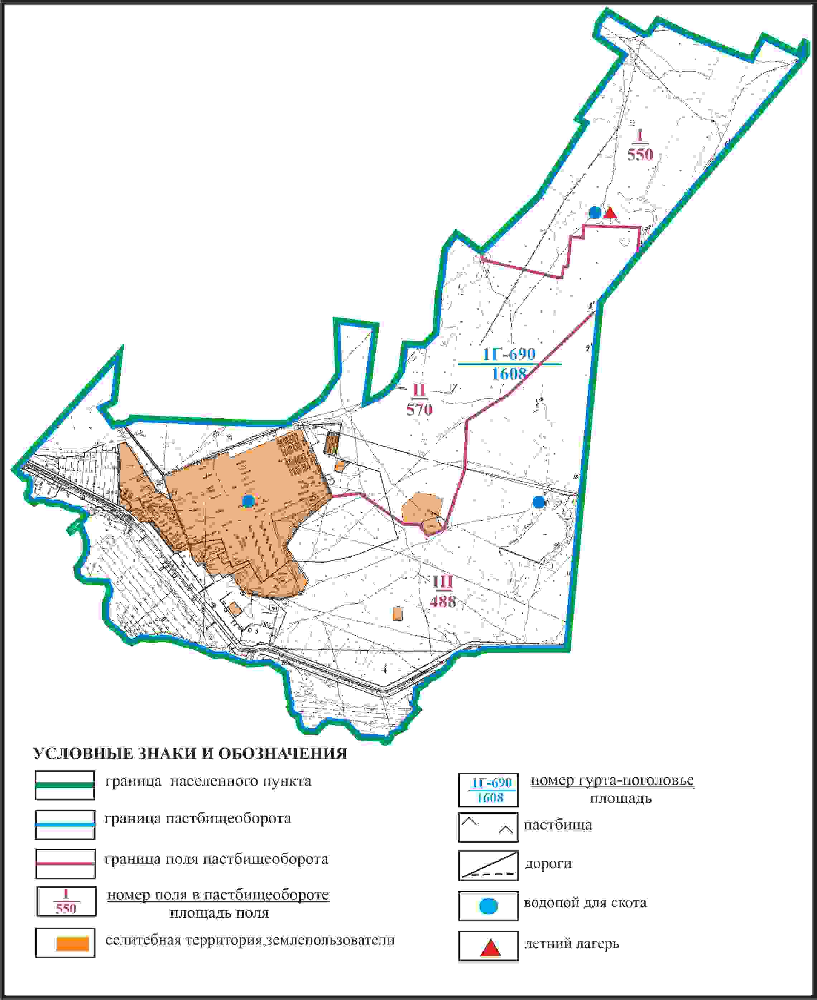 I
550
1Г-690
1608
II
570
III
488
УСЛОВНЫЕ ЗНАКИ И ОБОЗНАЧЕНИЯ
граница населенного пункта
граница пастбищеоборота
граница поля пастбищеоборота
I
550
номер поля в пастбищеобороте
площадь поля
селитебная территория,землепользователи
1Г-690
1608
номер гурта-поголовье
площадь
пастбища
дороги
водопой для скота
летний лагерь